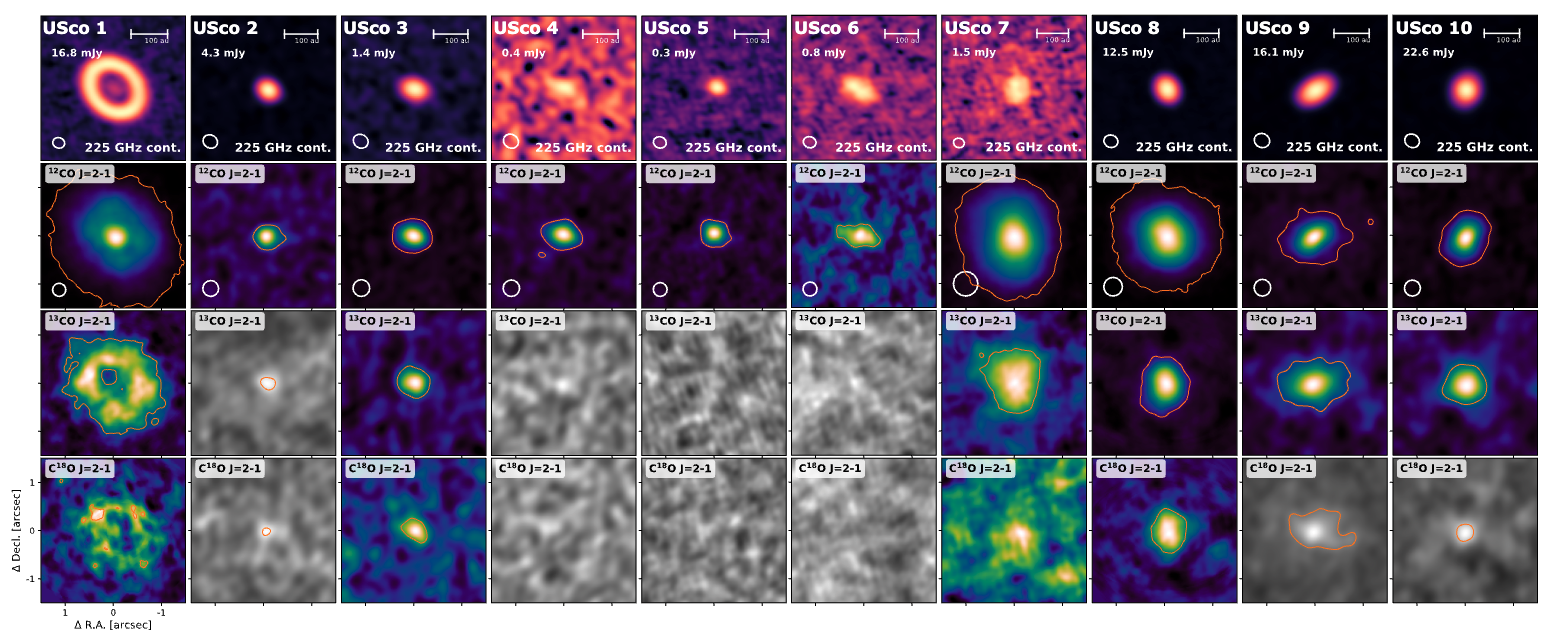 USco 1 USco 2 USco 3 USco 4 USco 5 USco 6 USco 7 USco 8 USco 9 USco 10
100 au 100 au 100 au 100 au 100 au 100 au 100 au 100 au 100 au 100 au
16.8 mJy 4.3 mJy 1.4 mJy 0.4 mJy 0.3 mJy 0.8 mJy 1.5 mJy 12.5 mJy 16.1 mJy 22.6 mJy
225 GHz cont. 225 GHz cont. 225 GHz cont. 225 GHz cont. 225 GHz cont. 225 GHz cont. 225 GHz cont. 225 GHz cont. 225 GHz cont. 225 GHz cont.
¹²CO J=2-1 ¹²CO J=2-1 ¹²CO J=2-1 ¹²CO J=2-1 ¹²CO J=2-1 ¹²CO J=2-1 ¹²CO J=2-1 ¹²CO J=2-1 ¹²CO J=2-1 ¹²CO J=2-1
¹³CO J=2-1 ¹³CO J=2-1 ¹³CO J=2-1 ¹³CO J=2-1 ¹³CO J=2-1 ¹³CO J=2-1 ¹³CO J=2-1 ¹³CO J=2-1 ¹³CO J=2-1 ¹³CO J=2-1
C¹⁸O J=2-1 C¹⁸O J=2-1 C¹⁸O J=2-1 C¹⁸O J=2-1 C¹⁸O J=2-1 C¹⁸O J=2-1 C¹⁸O J=2-1 C¹⁸O J=2-1 C¹⁸O J=2-1 C¹⁸O J=2-1
Δ Decl. [arcsec]
1
0
-1
1 0 -1
Δ R.A. [arcsec]